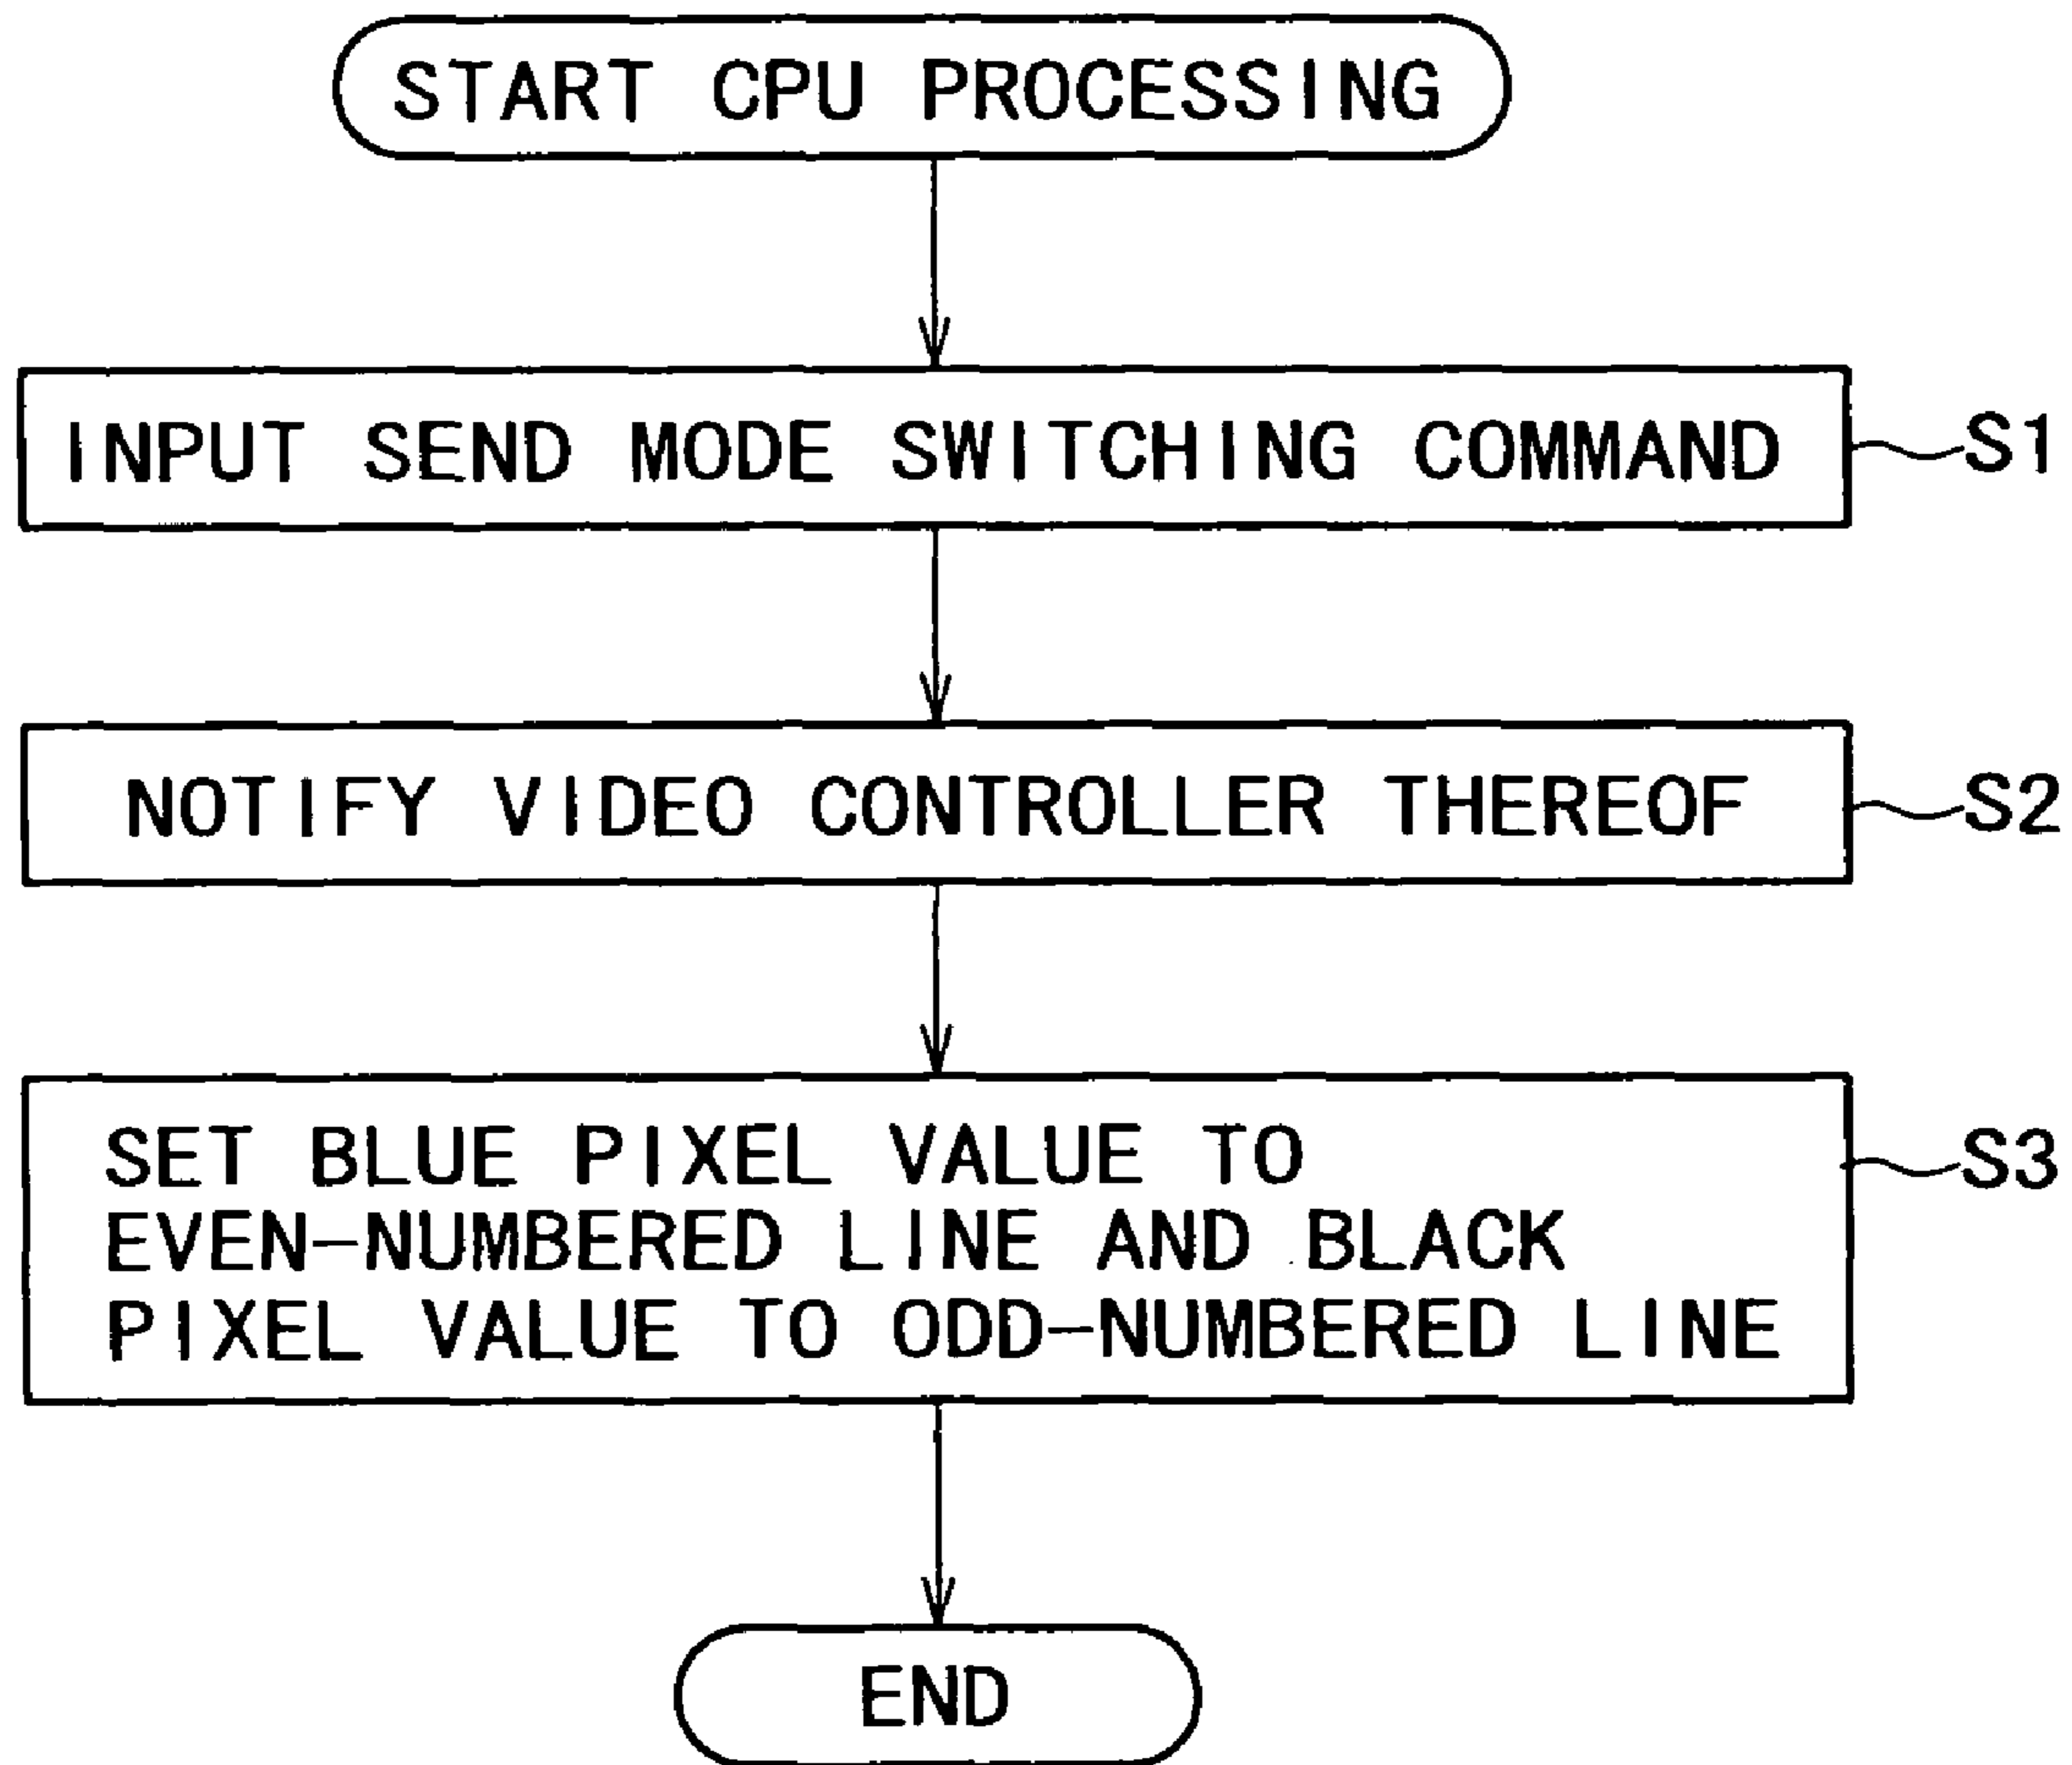 START CPU PROCESSING
INPUT SEND MODE SWITCHING COMMAND
S1
NOTIFY VIDEO CONTROLLER THEREOF
S2
SET BLUE PIXEL VALUE TO
EVEN-NUMBERED LINE AND BLACK
PIXEL VALUE TO ODD-NUMBERED LINE
S3
END